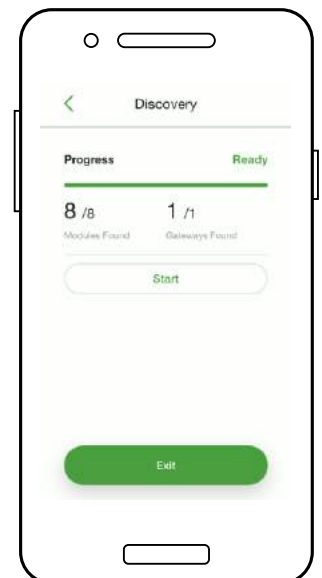 Discovery
Progress Ready
8 /8 1 /1
Modules Found Gateways Found
Start
Exit